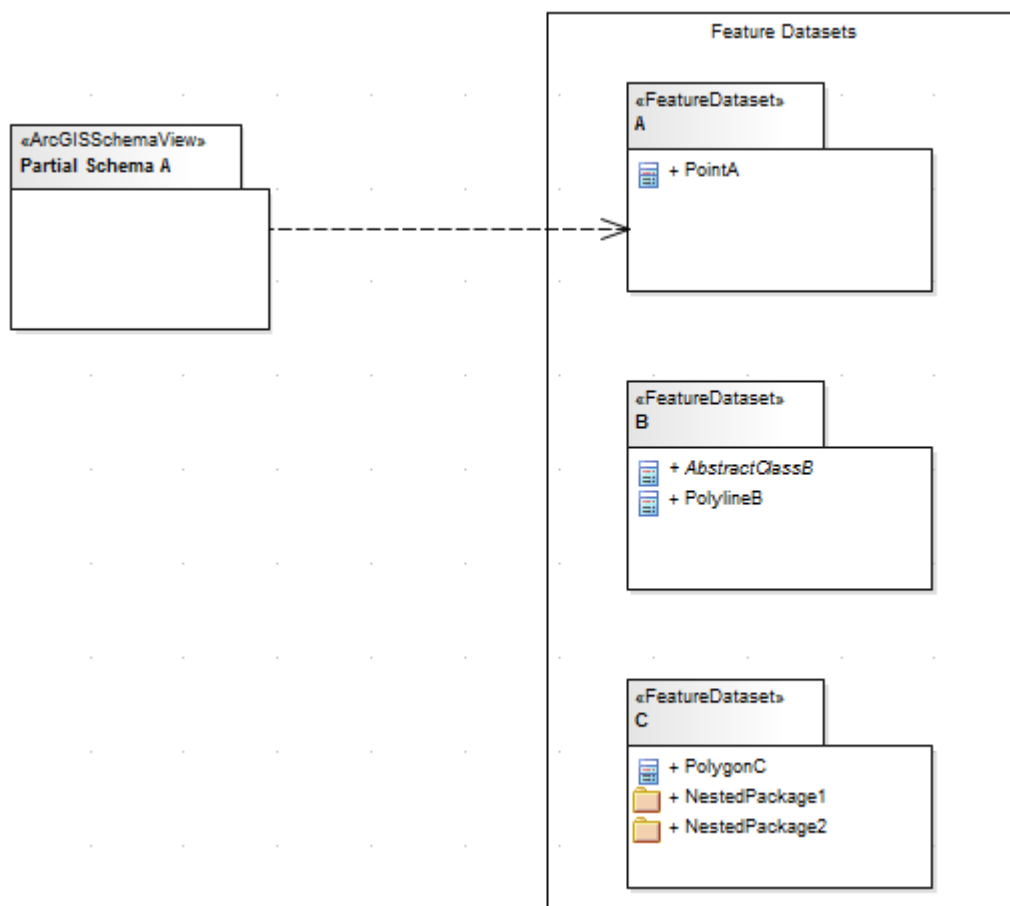 Feature Datasets
«ArcGISSchemaView»
Partial Schema A
«FeatureDataset»
A
+ PointA
«FeatureDataset»
B
+ AbstractClassB
+ PolylineB
«FeatureDataset»
C
+ PolygonC
+ NestedPackage1
+ NestedPackage2